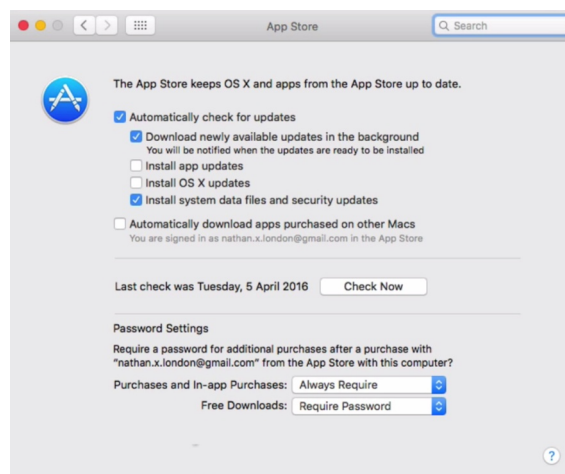 App Store
Search
The App Store keeps OS X and apps from the App Store up to date.
Automatically check for updates
Download newly available updates in the background
You will be notified when the updates are ready to be installed
Install app updates
Install OS X updates
Install system data files and security updates
Automatically download apps purchased on other Macs
You are signed in as nathan.x.london@gmail.com in the App Store
Last check was Tuesday, 5 April 2016 Check Now
Password Settings
Require a password for additional purchases after a purchase with
“nathan.x.london@gmail.com” from the App Store with this computer?
Purchases and In-app Purchases: Always Require
Free Downloads: Require Password
?